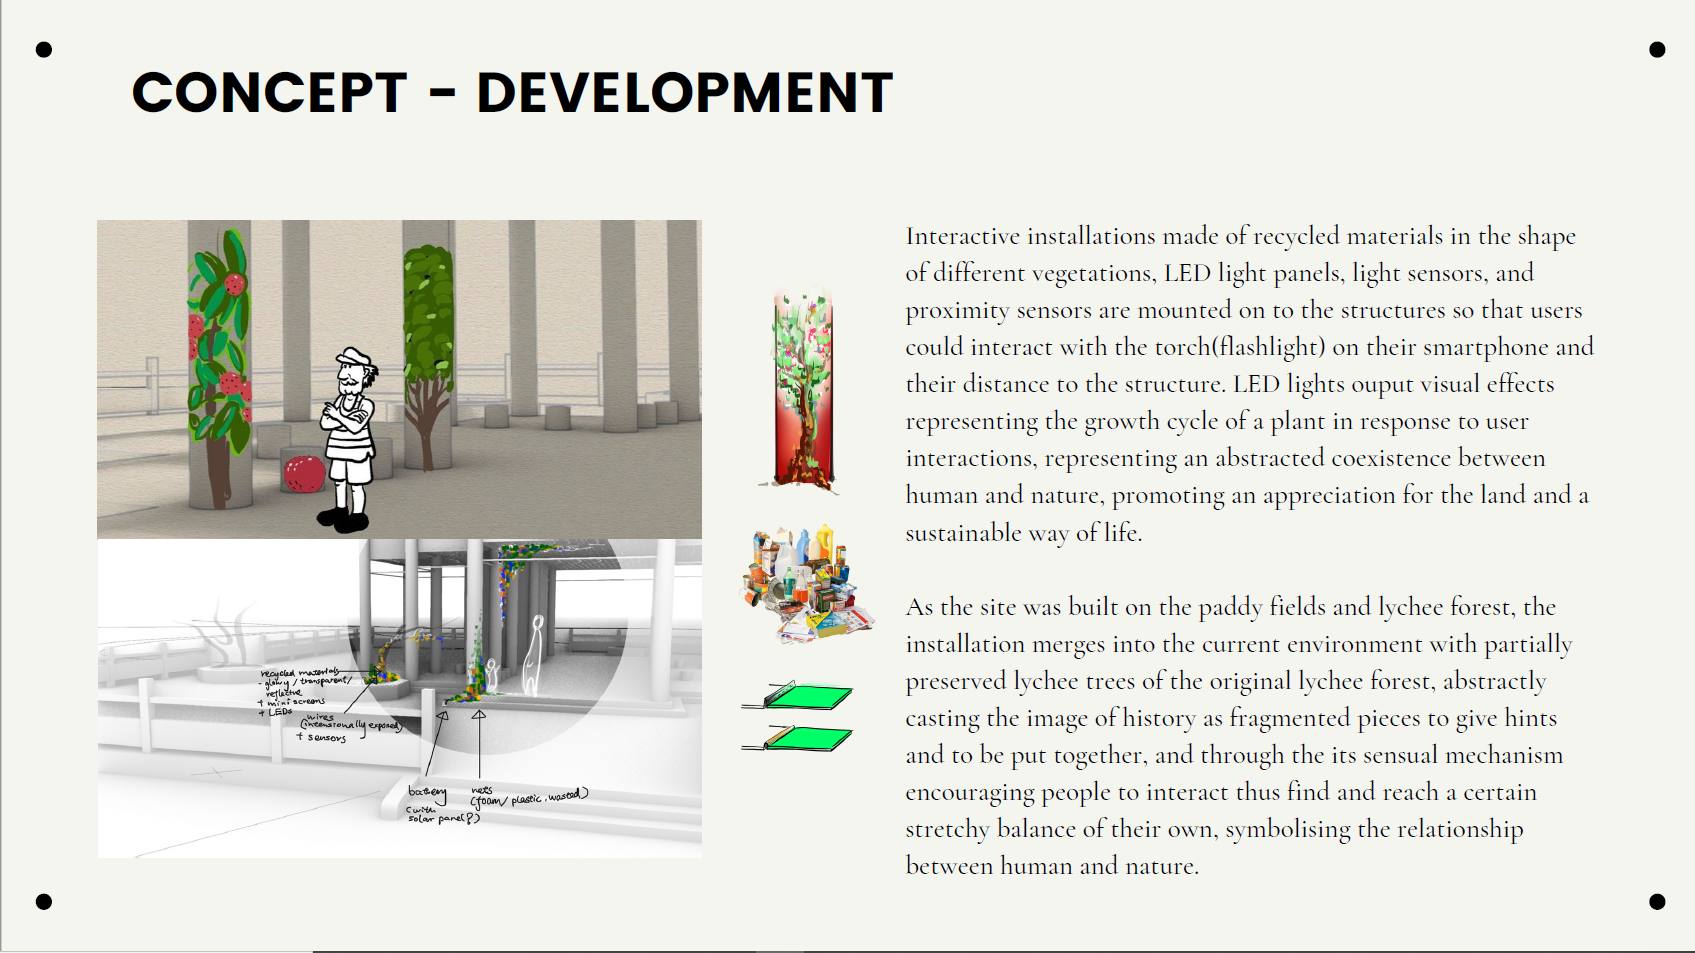 CONCEPT - DEVELOPMENT
Interactive installations made of recycled materials in the shape
of different vegetations, LED light panels, light sensors, and
proximity sensors are mounted on to the structures so that users
could interact with the torch(flashlight) on their smartphone and
their distance to the structure. LED lights ouput visual effects
representing the growth cycle of a plant in response to user
interactions, representing an abstracted coexistence between
human and nature, promoting an appreciation for the land and a
sustainable way of life.
As the site was built on the paddy fields and lychee forest, the
installation merges into the current environment with partially
preserved lychee trees of the original lychee forest, abstractly
casting the image of history as fragmented pieces to give hints
and to be put together, and through the its sensual mechanism
encouraging people to interact thus find and reach a certain
stretchy balance of their own, symbolising the relationship
between human and nature.
recycled materials
- glowy / transparent /
reflective
+ mini screens
+ LEDs
wires
(intensionally exposed)
+ sensors
battery
(with
solar panel?)
nets
(foam / plastic, wasted)